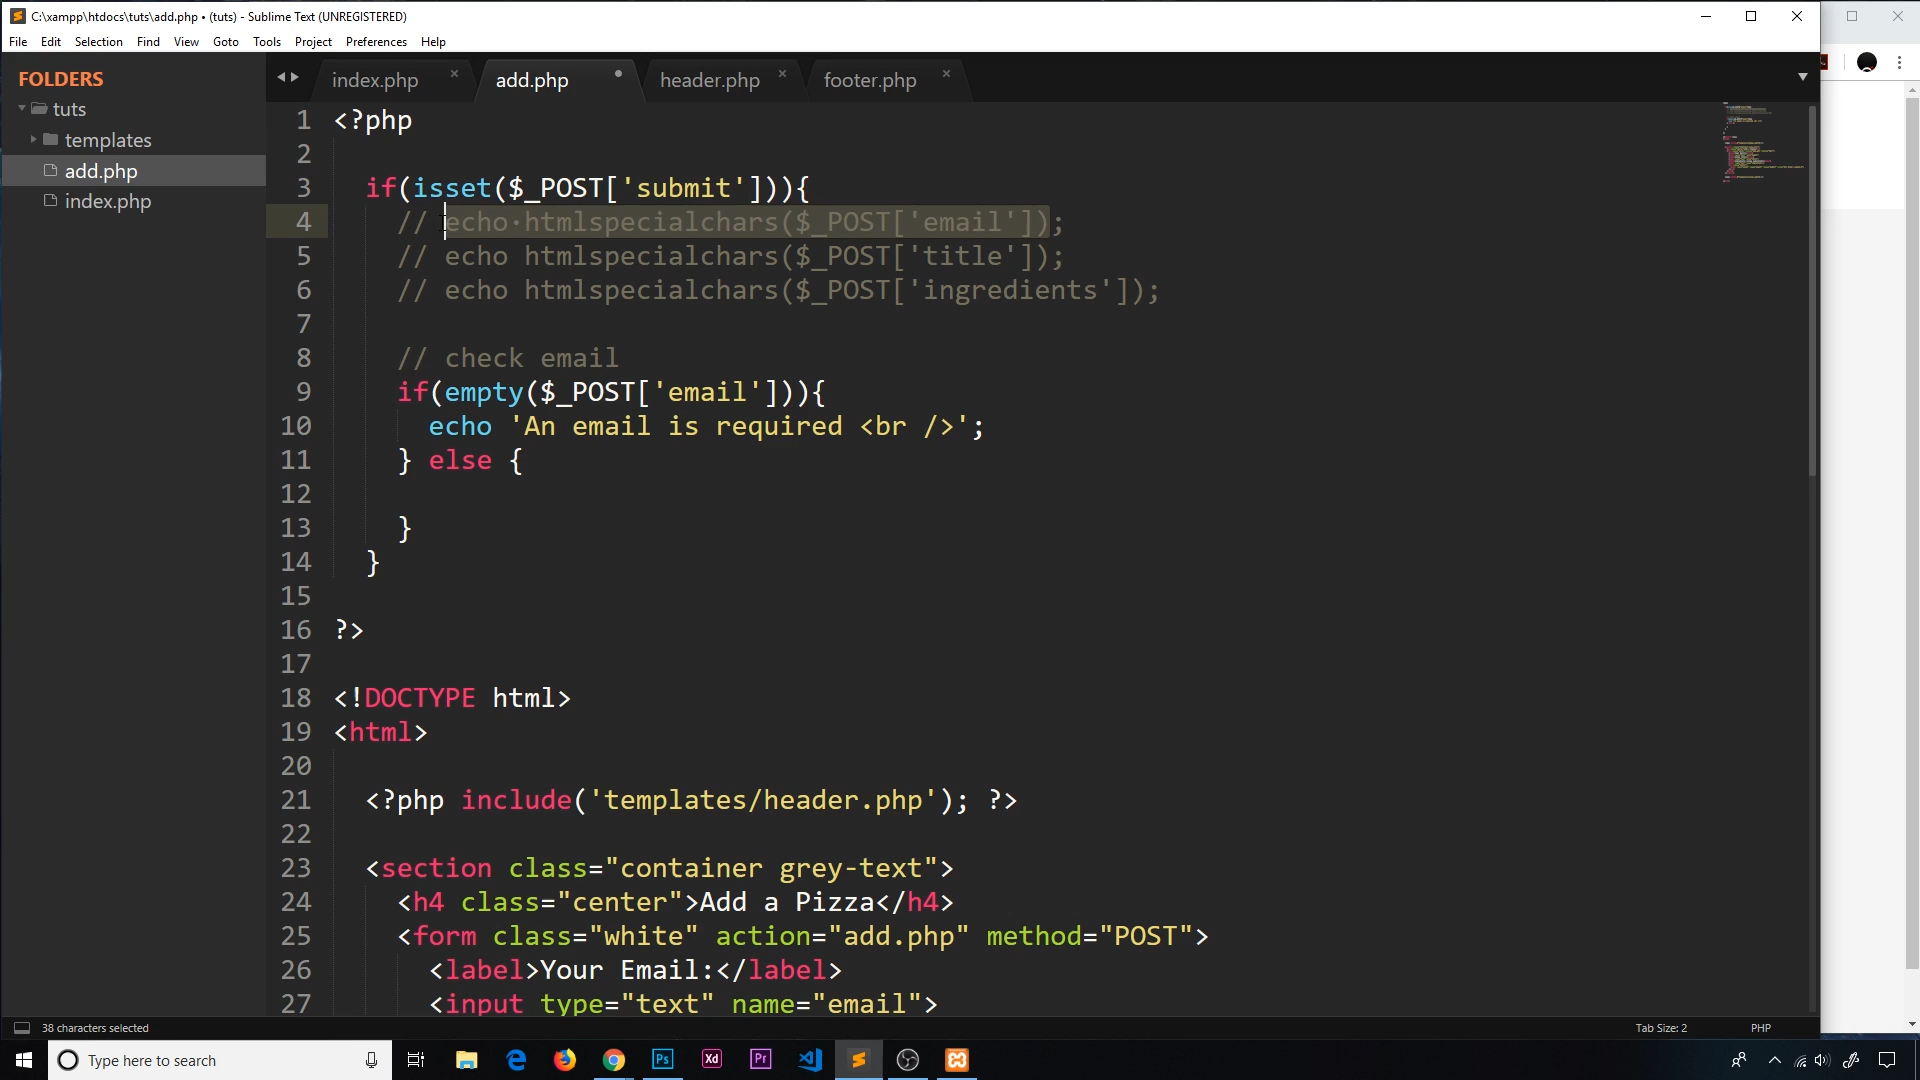 C:\xampp\htdocs\tuts\add.php • (tuts) - Sublime Text (UNREGISTERED)
File Edit Selection Find View Goto Tools Project Preferences Help
FOLDERS
tuts
templates
add.php
index.php
index.php add.php header.php footer.php
1 <?php
2
3 if(isset($_POST['submit'])){
4 // echo·htmlspecialchars($_POST['email']);
5 // echo htmlspecialchars($_POST['title']);
6 // echo htmlspecialchars($_POST['ingredients']);
7
8 // check email
9 if(empty($_POST['email'])){
10 echo 'An email is required <br />';
11 } else {
12
13 }
14 }
15
16 ?>
17
18 <!DOCTYPE html>
19 <html>
20
21 <?php include('templates/header.php'); ?>
22
23 <section class="container grey-text">
24 <h4 class="center">Add a Pizza</h4>
25 <form class="white" action="add.php" method="POST">
26 <label>Your Email:</label>
27 <input type="text" name="email">
38 characters selected
Tab Size: 2 PHP
Type here to search
Ps Xd Pr